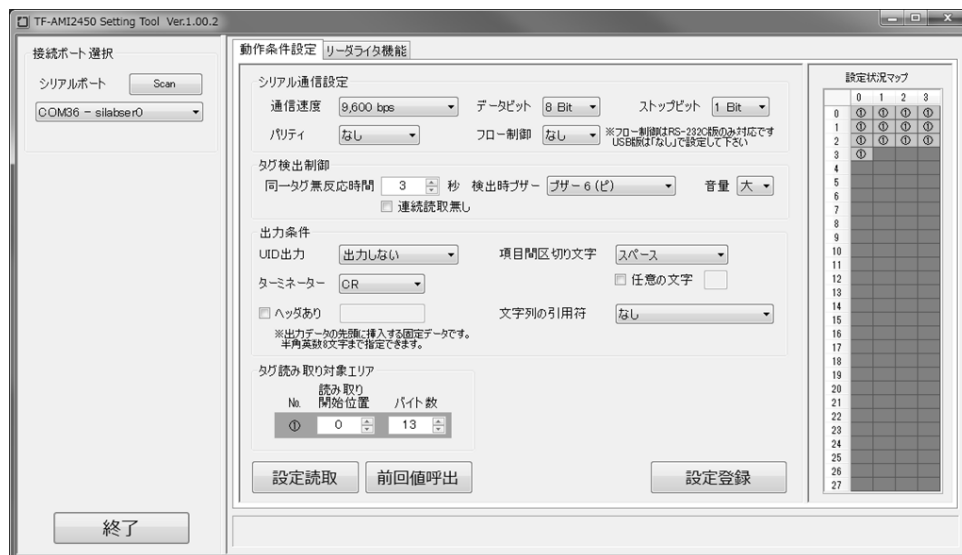 TF-AMI2450 Setting Tool Ver.1.00.2
接続ポート選択
シリアルポート Scan
COM36 - silabser0
終了
動作条件設定 リーダライタ機能
シリアル通信設定
通信速度 9,600 bps データビット 8 Bit ストップビット 1 Bit
パリティ なし フロー制御 なし ※フロー制御はRS-232C版のみ対応です
USB版は「なし」で設定して下さい
タグ検出制御
同一タグ無反応時間 3 秒 検出時ブザー ブザー6(ピ) 音量 大
連続読取無し
出力条件
UID出力 出力しない 項目間区切り文字 スペース
ターミネーター CR 任意の文字
ヘッダあり 文字列の引用符 なし
※出力データの先頭に挿入する固定データです。
半角英数8文字まで指定できます。
タグ読み取り対象エリア
No. 読み取り開始位置 バイト数
① 0 13
設定読取 前回値呼出 設定登録
設定状況マップ
0 1 2 3
0 ① ① ① ①
1 ① ① ① ①
2 ① ① ① ①
3 ①
4
5
6
7
8
9
10
11
12
13
14
15
16
17
18
19
20
21
22
23
24
25
26
27